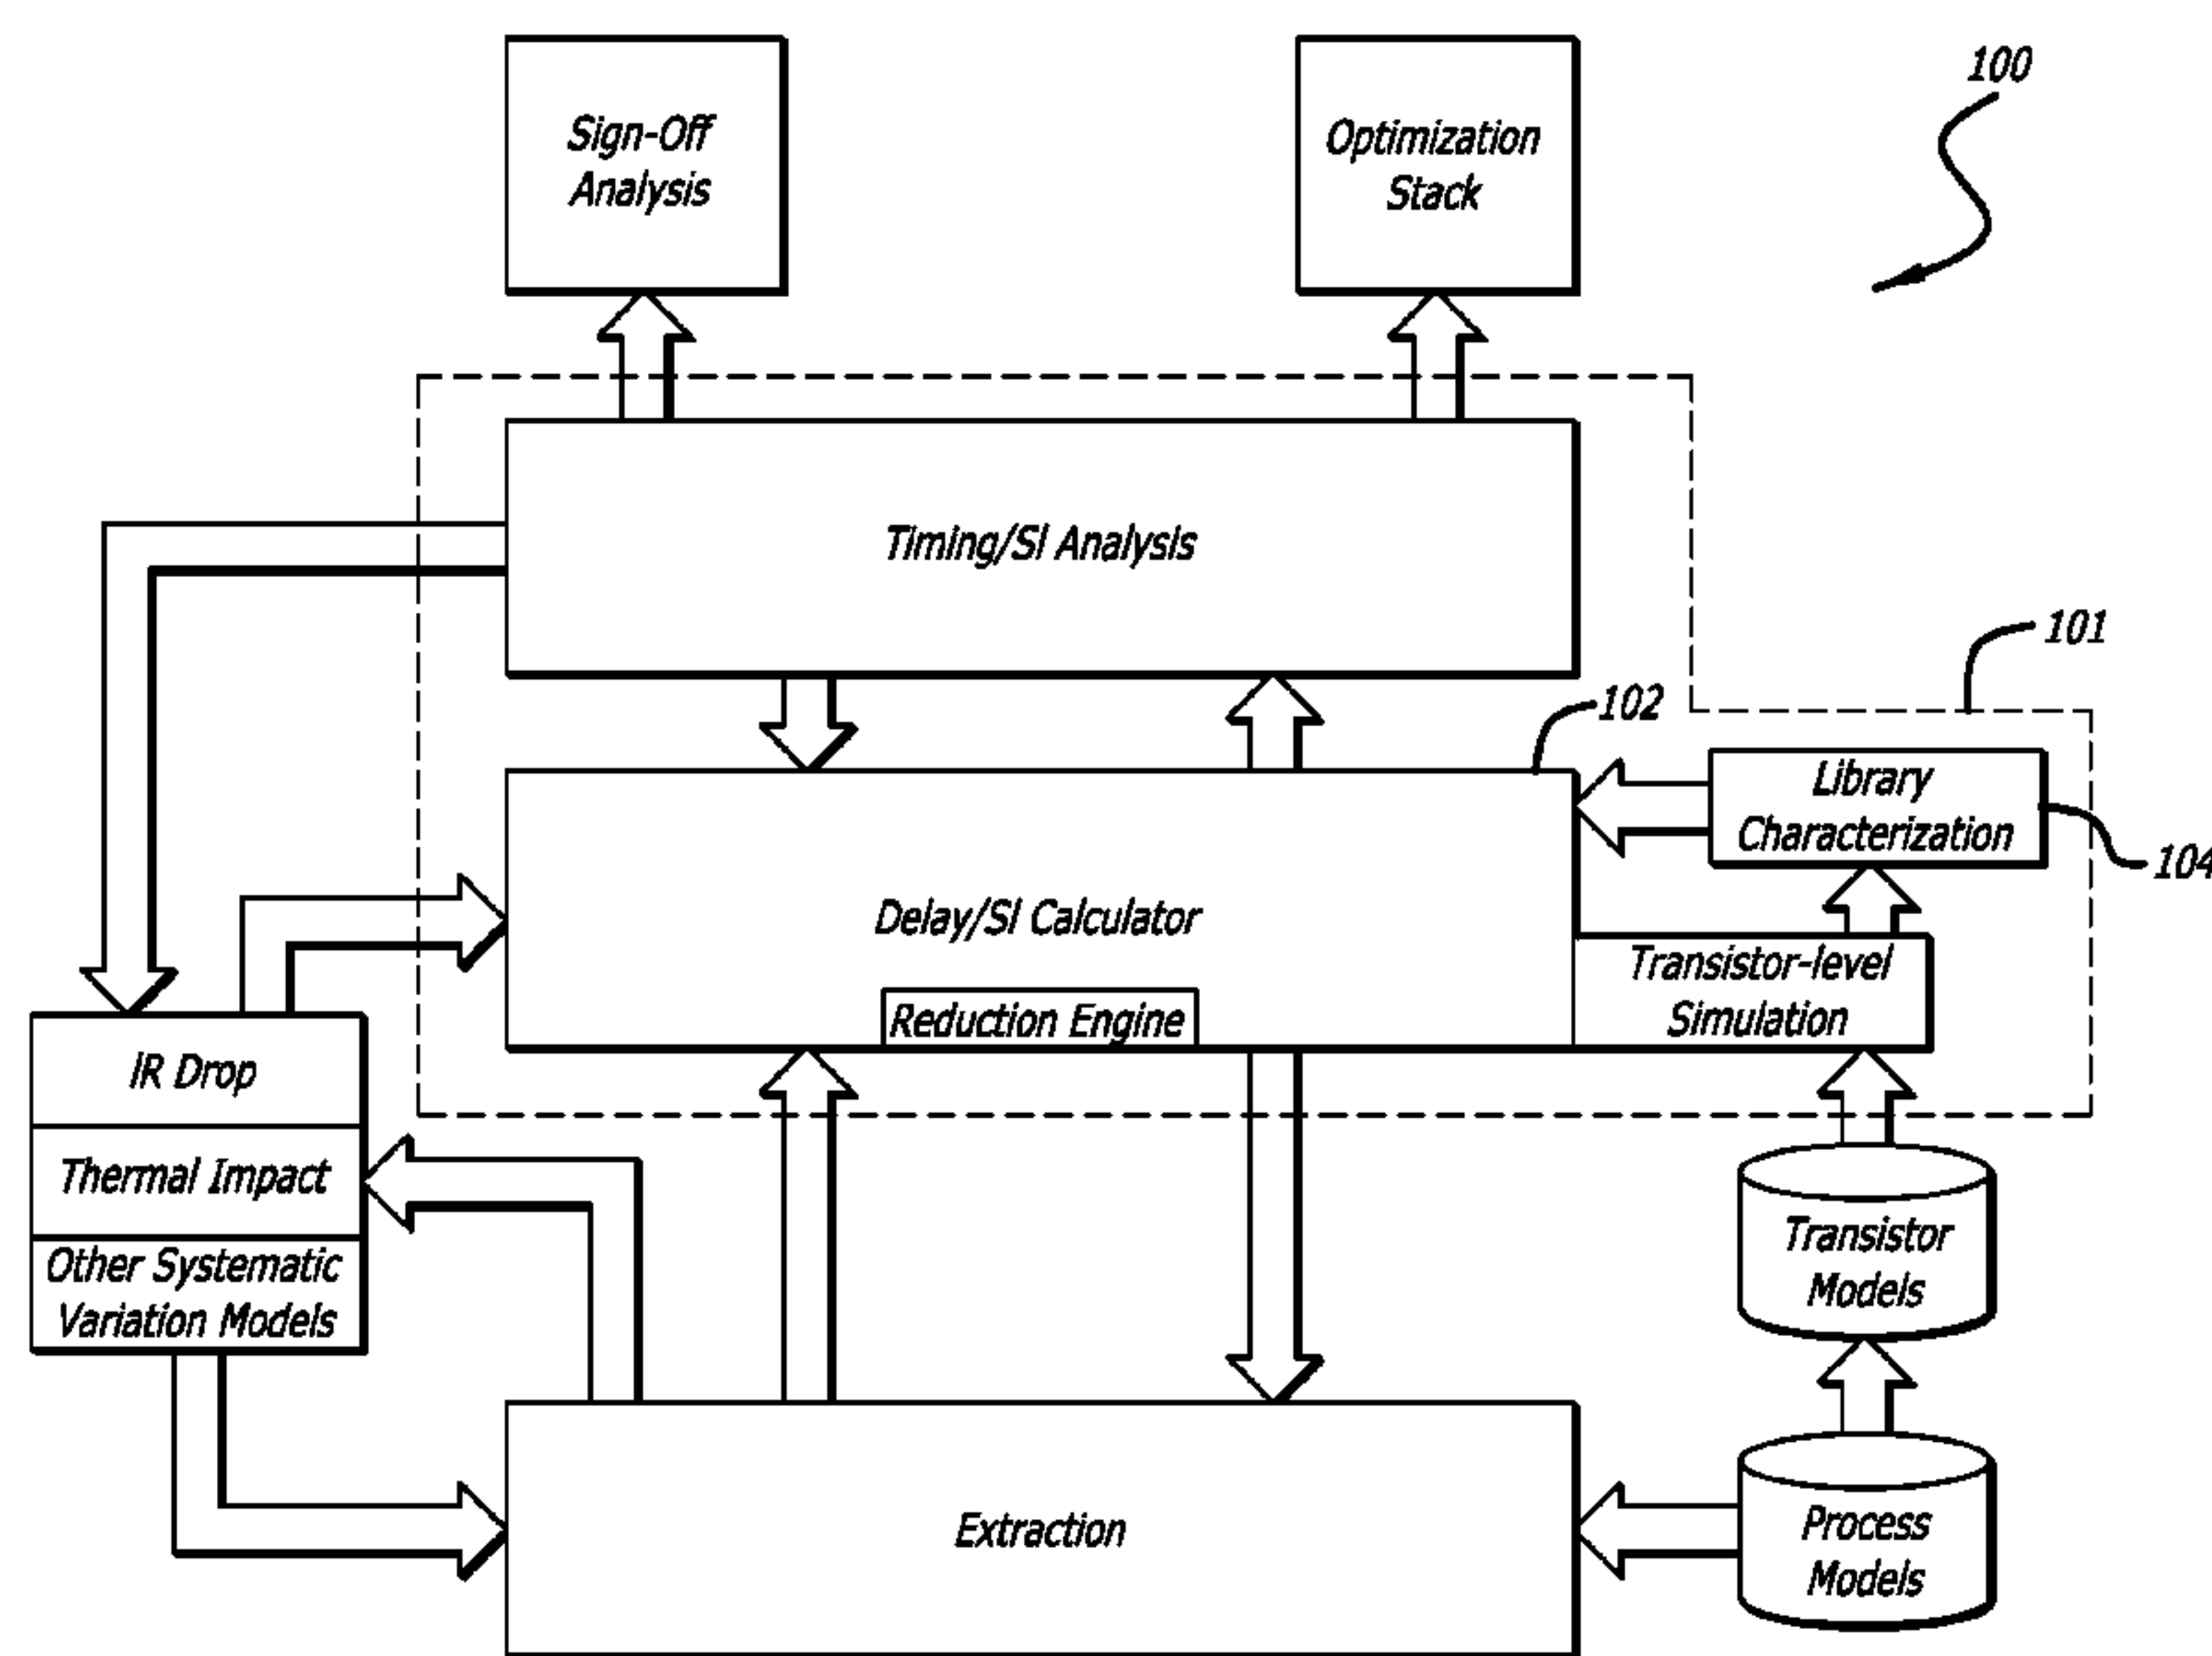 100
Sign-Off
Analysis
Optimization
Stack
Timing/SI Analysis
101
102
Library
Characterization
104
Delay/SI Calculator
Transistor-level
Simulation
Reduction Engine
IR Drop
Thermal Impact
Other Systematic
Variation Models
Transistor
Models
Extraction
Process
Models